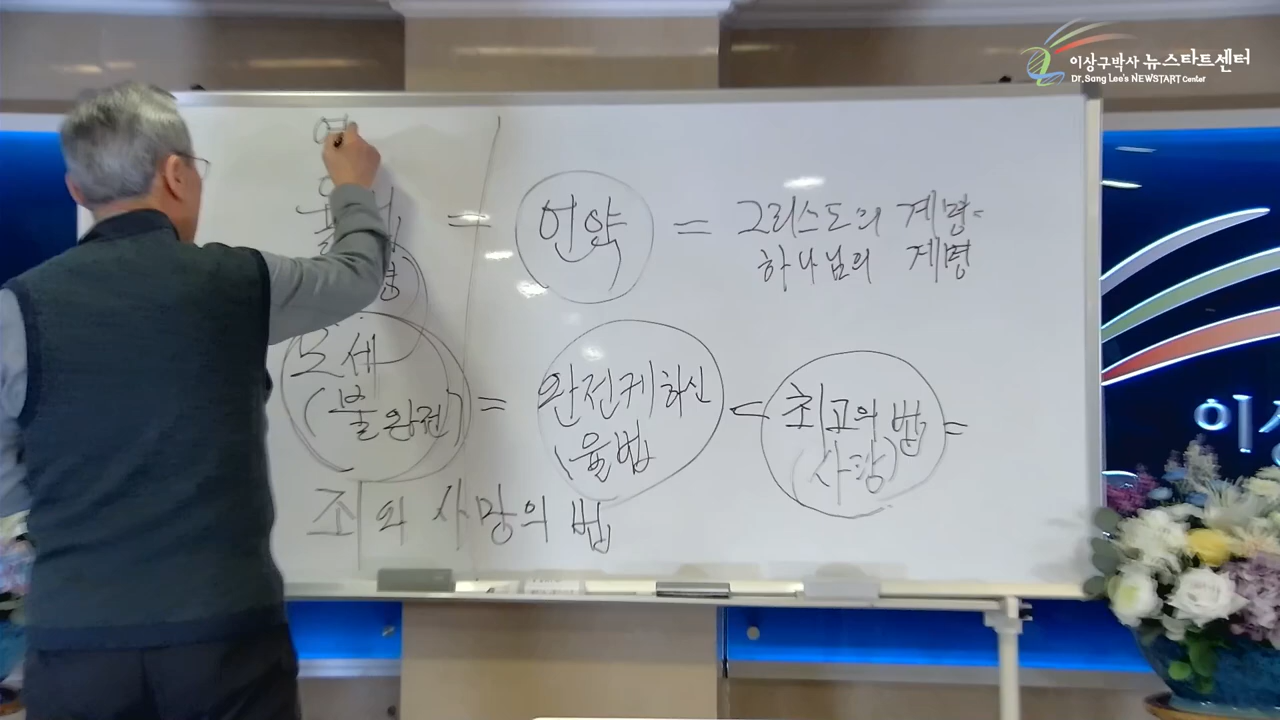 이상구박사 뉴스타트센터
Dr. Sang Lee's NEWSTART Center
= 언약 = 그리스도의 계명
하나님의 계명
모세 = 완전케하신 = 최고의 법 =
(불완전) (율법 (사랑)
죄와 사망의 법
이상